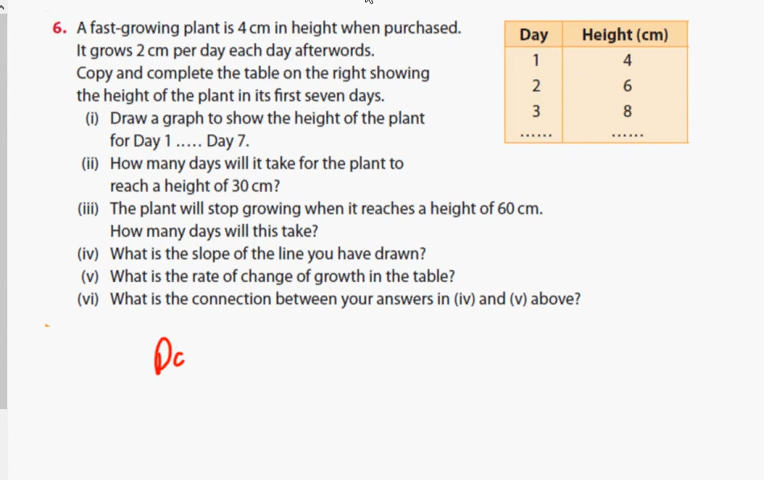 6. A fast-growing plant is 4 cm in height when purchased.
It grows 2 cm per day each day afterwords.
Copy and complete the table on the right showing
the height of the plant in its first seven days.
(i) Draw a graph to show the height of the plant
for Day 1 ..... Day 7.
(ii) How many days will it take for the plant to
reach a height of 30 cm?
(iii) The plant will stop growing when it reaches a height of 60 cm.
How many days will this take?
(iv) What is the slope of the line you have drawn?
(v) What is the rate of change of growth in the table?
(vi) What is the connection between your answers in (iv) and (v) above?
Day Height (cm)
1 4
2 6
3 8
...... ......